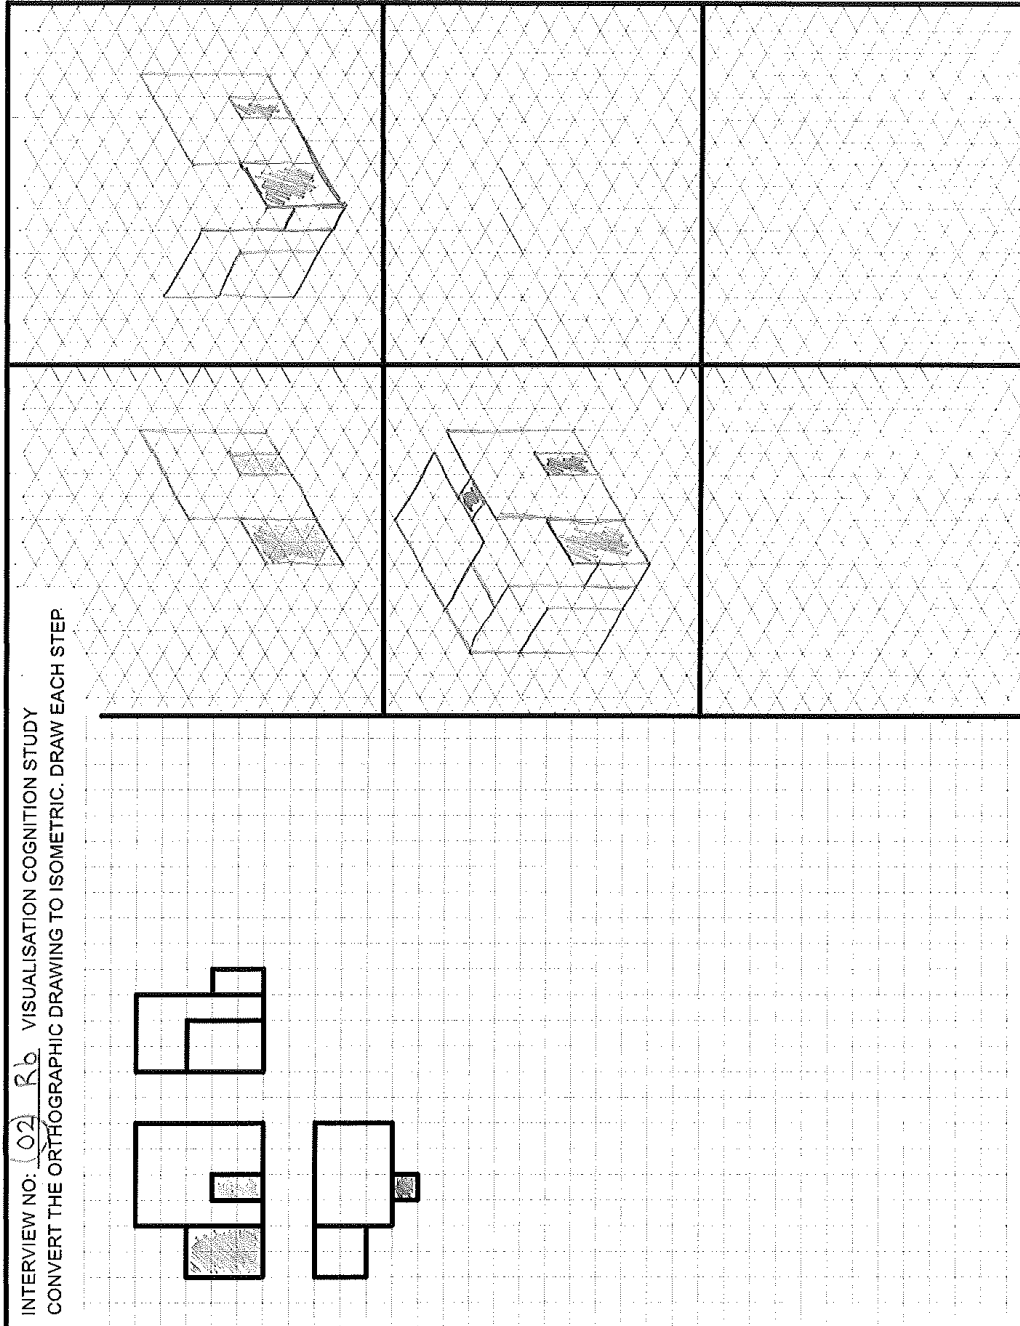 INTERVIEW NO: 02 Rb VISUALISATION COGNITION STUDY
CONVERT THE ORTHOGRAPHIC DRAWING TO ISOMETRIC. DRAW EACH STEP